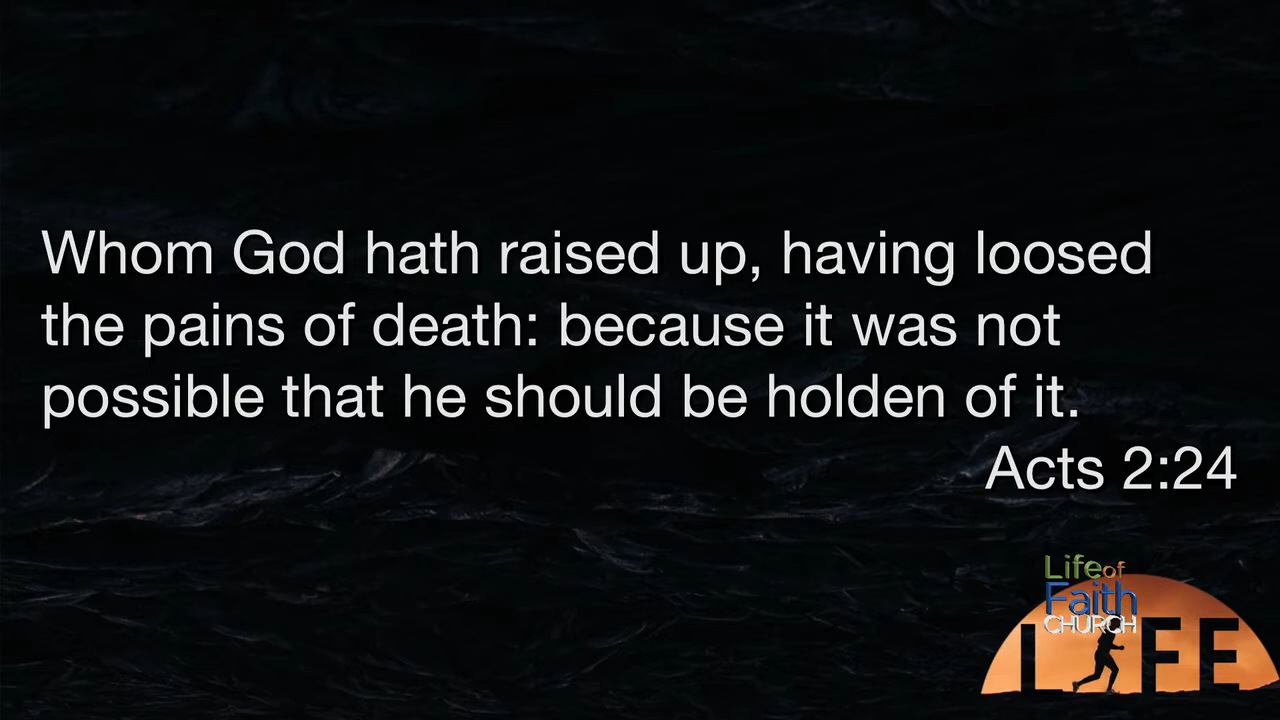 Whom God hath raised up, having loosed
the pains of death: because it was not
possible that he should be holden of it.
Acts 2:24
Life of
Faith
CHURCH
LIFE